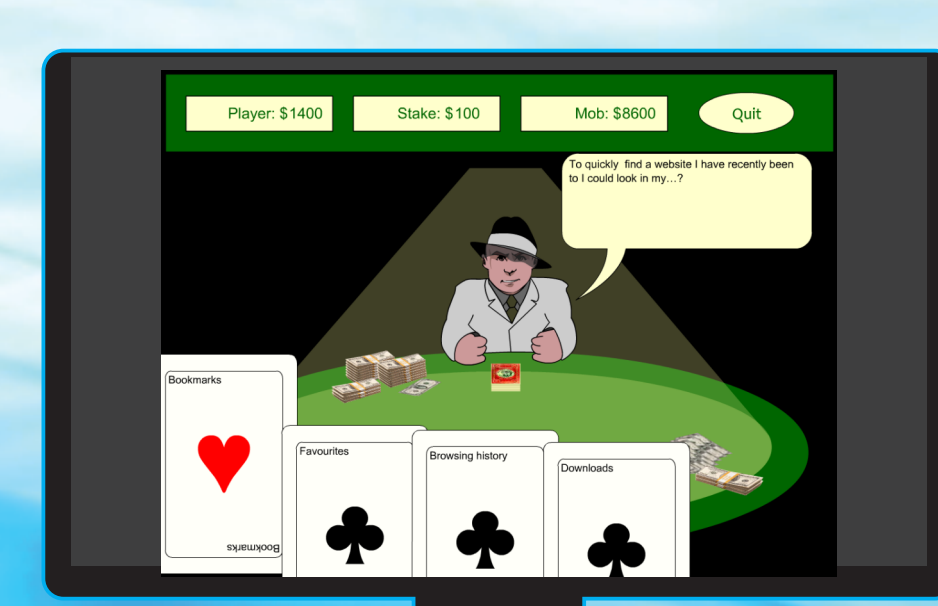 Player: $1400
Stake: $100
Mob: $8600
Quit
To quickly find a website I have recently been
to I could look in my...?
Bookmarks
Favourites
Browsing history
Downloads
Bookmarks